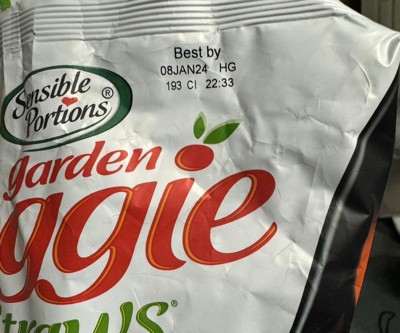 Best by
08JAN24 HG
193 CI 22:33
Sensible
Portions®
garden
ggie
traws®